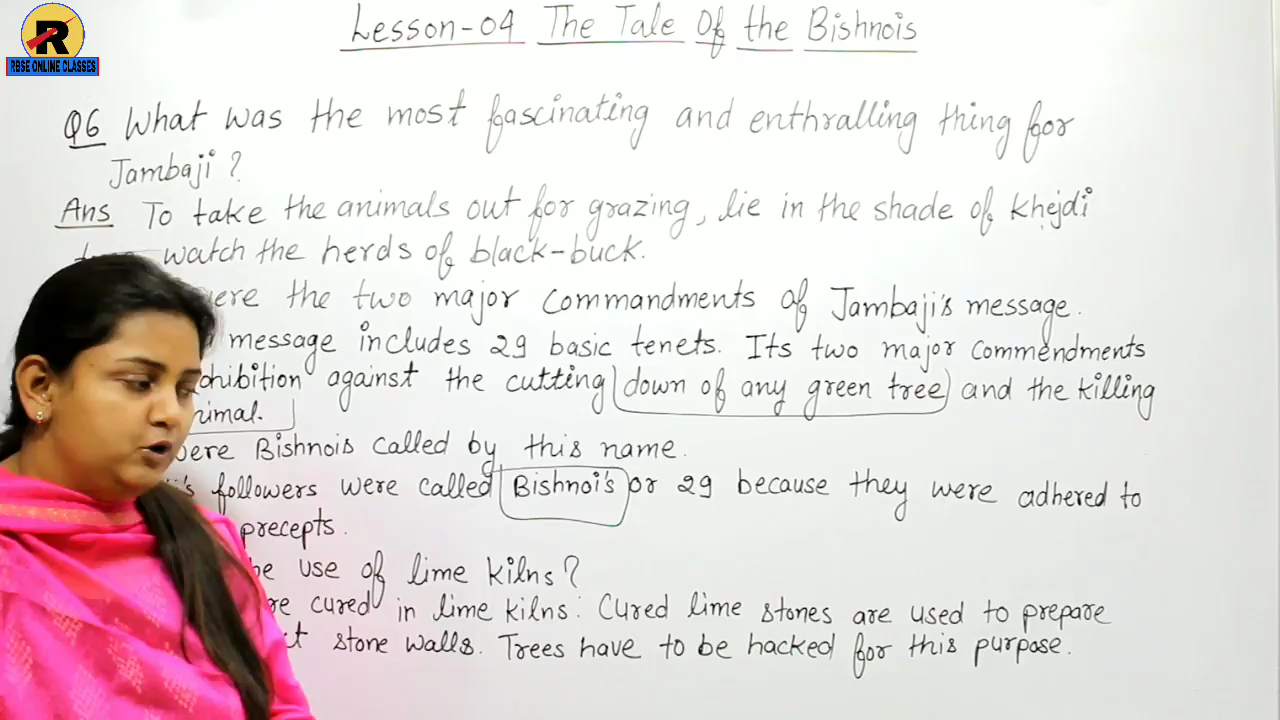 R
RBSE ONLINE CLASSES
Lesson-04 The Tale Of the Bishnois
Q6 What was the most fascinating and enthralling thing for
Jambaji?
Ans To take the animals out for grazing, lie in the shade of Khejdi
watch the herds of black-buck.
were the two major commandments of Jambaji's message.
message includes 29 basic tenets. Its two major Commendments
against the cutting down of any green tree and the killing
were Bishnois called by this name.
followers were called Bishnoi's or 29 because they were adhered to
precepts.
use of lime kilns?
cured in lime kilns. Cured lime stones are used to prepare
stone walls. Trees have to be hacked for this purpose.